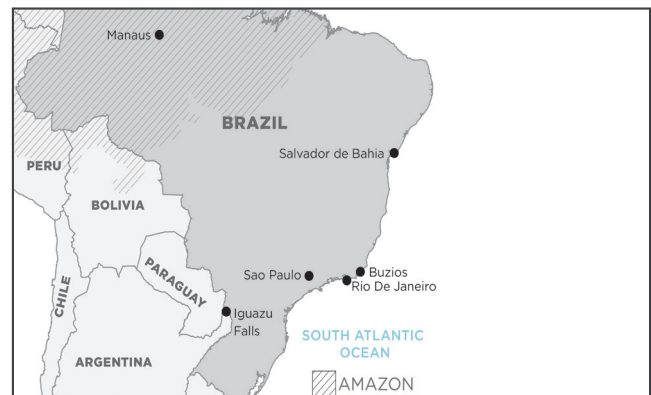 Manaus
BRAZIL
Salvador de Bahia
PERU
BOLIVIA
PARAGUAY
CHILE
Sao Paulo
Buzios
Rio De Janeiro
Iguazu
Falls
SOUTH ATLANTIC
OCEAN
ARGENTINA
AMAZON